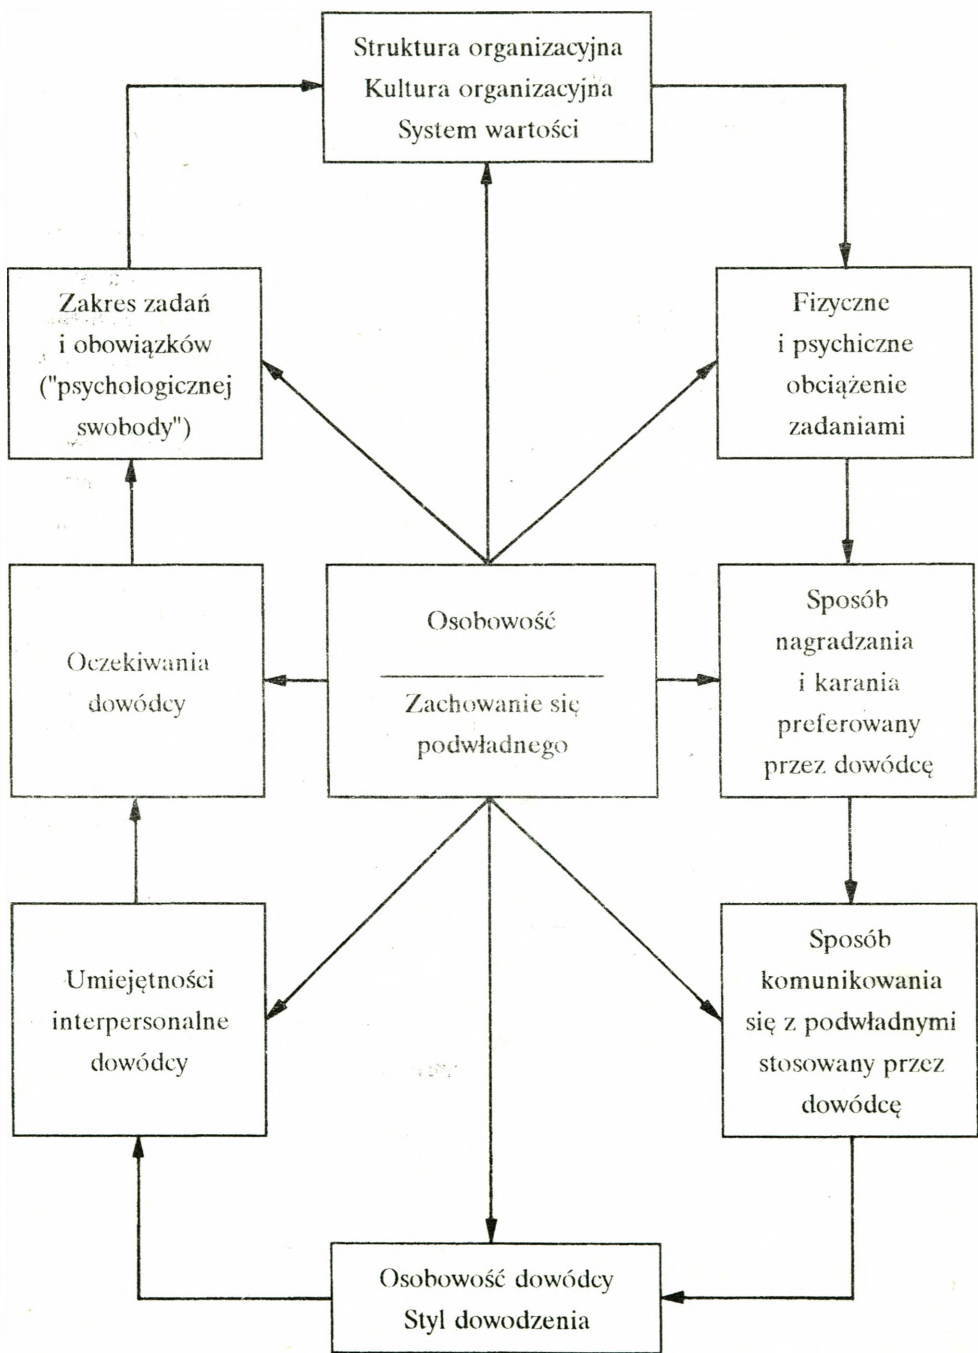 Struktura organizacyjna
Kultura organizacyjna
System wartości
Zakres zadań
i obowiązków
("psychologicznej
swobody")
Fizyczne
i psychiczne
obciążenie
zadaniami
Oczekiwania
dowódcy
Osobowość
Zachowanie się
podwładnego
Sposób
nagradzania
i karania
preferowany
przez dowódcę
Umiejętności
interpersonalne
dowódcy
Sposób
komunikowania
się z podwładnymi
stosowany przez
dowódcę
Osobowość dowódcy
Styl dowodzenia